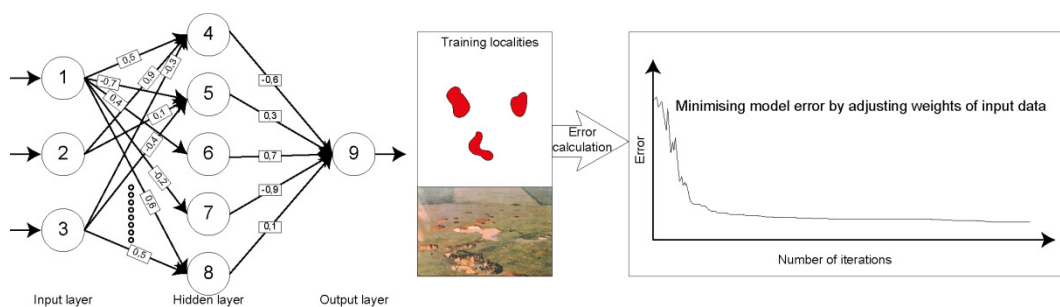 1
2
3
4
5
6
7
8
9
0,5
0,9
-0,3
-0,7
0,4
0,1
-0,4
-0,2
0,6
0,5
-0,6
0,3
0,7
-0,9
0,1
Input layer
Hidden layer
Output layer
Training localities
Error
calculation
Minimising model error by adjusting weights of input data
Error
Number of iterations